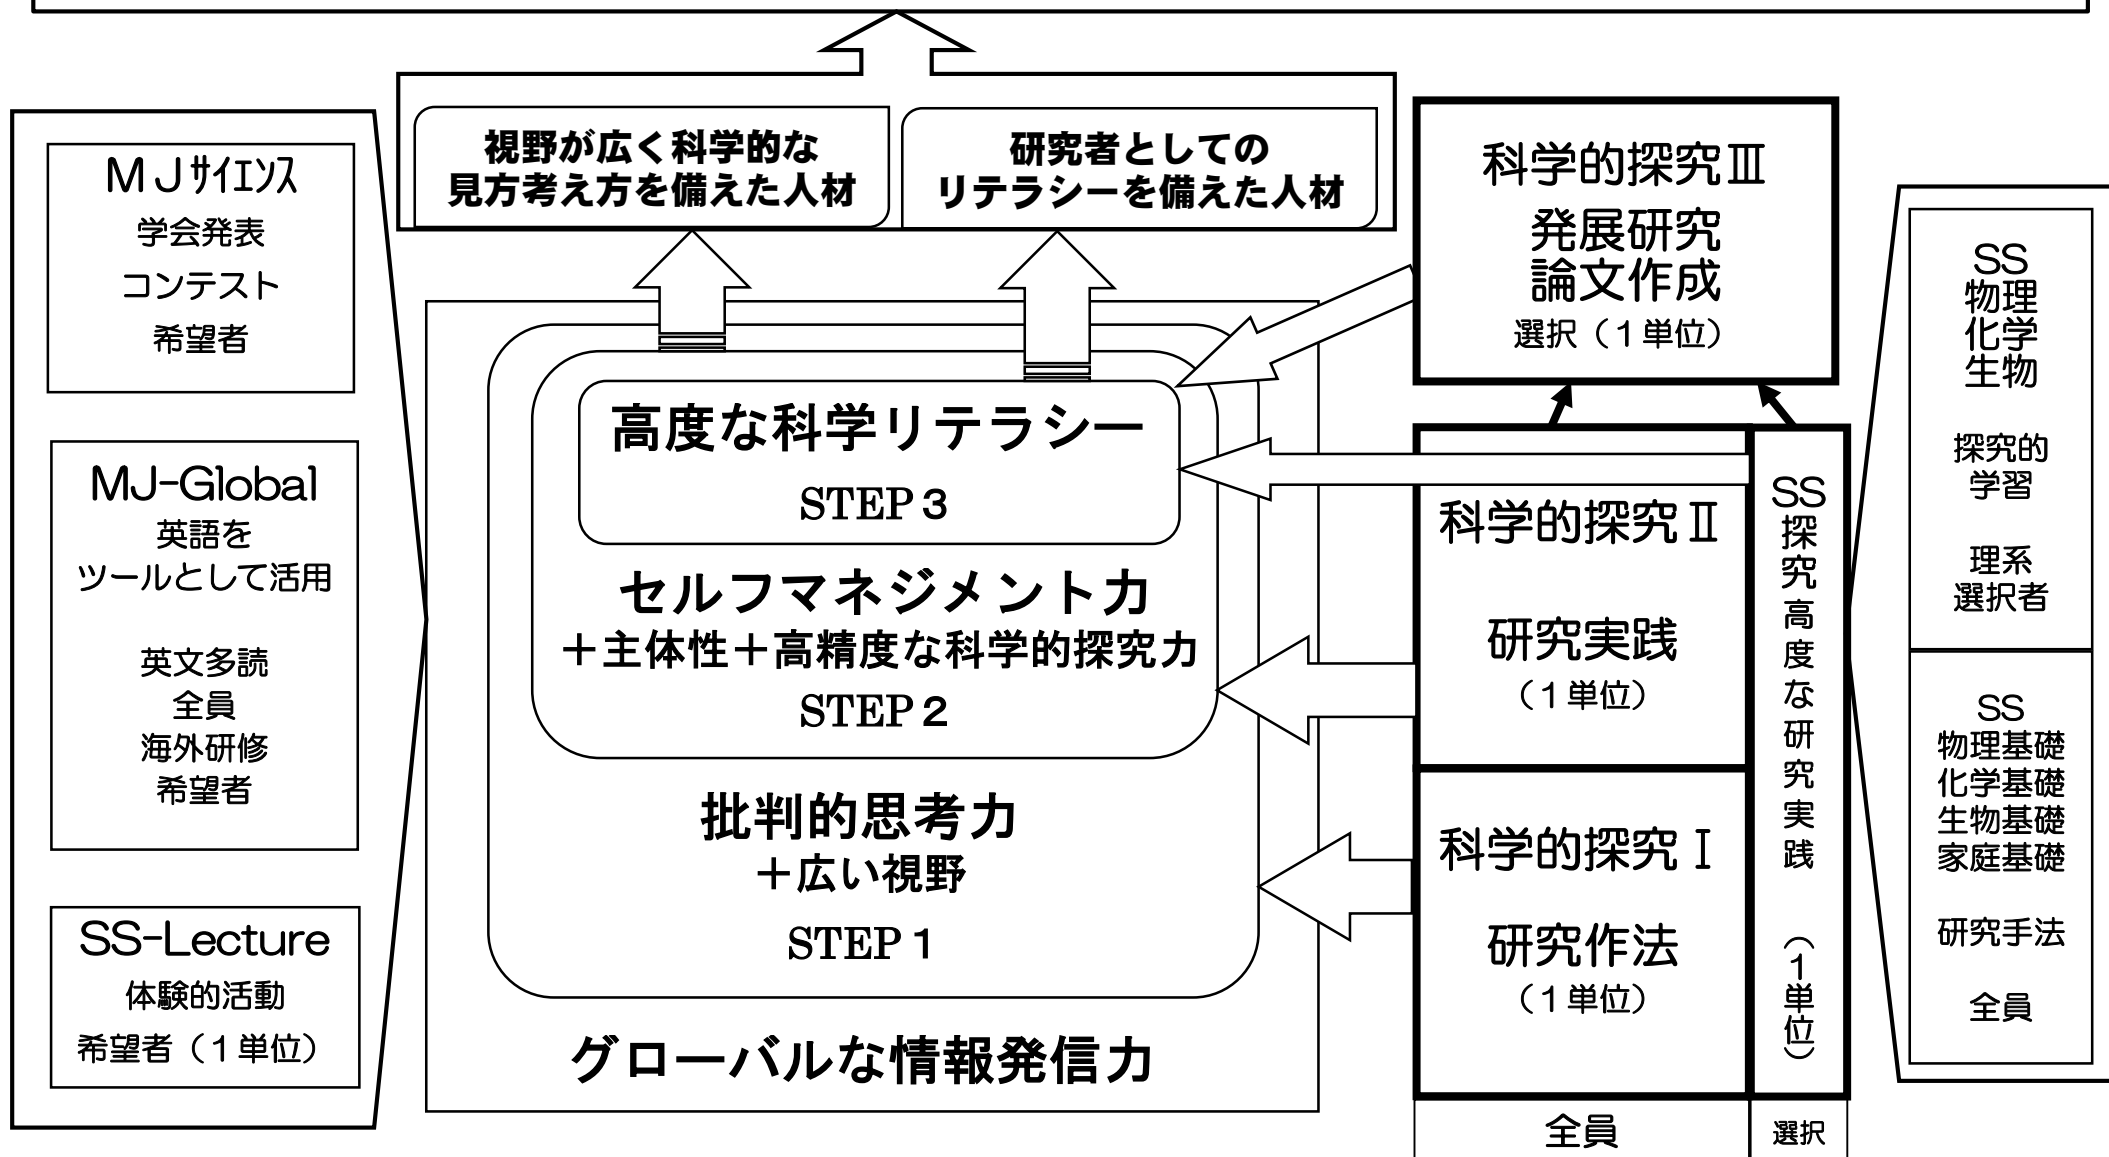 視野が広く科学的な
見方考え方を備えた人材
研究者としての
リテラシーを備えた人材
ＭＪサイエンス
学会発表
コンテスト
希望者
MJ-Global
英語を
ツールとして活用
英文多読
全員
海外研修
希望者
SS-Lecture
体験的活動
希望者（１単位）
高度な科学リテラシー
STEP３
セルフマネジメント力
＋主体性＋高精度な科学的探究力
STEP２
批判的思考力
＋広い視野
STEP１
グローバルな情報発信力
科学的探究Ⅲ
発展研究
論文作成
選択（１単位）
科学的探究Ⅱ
研究実践
（１単位）
科学的探究Ⅰ
研究作法
（１単位）
SS探究高度な研究実践（１単位）
全員
選択
SS
物理
化学
生物
探究的
学習
理系
選択者
SS
物理基礎
化学基礎
生物基礎
家庭基礎
研究手法
全員